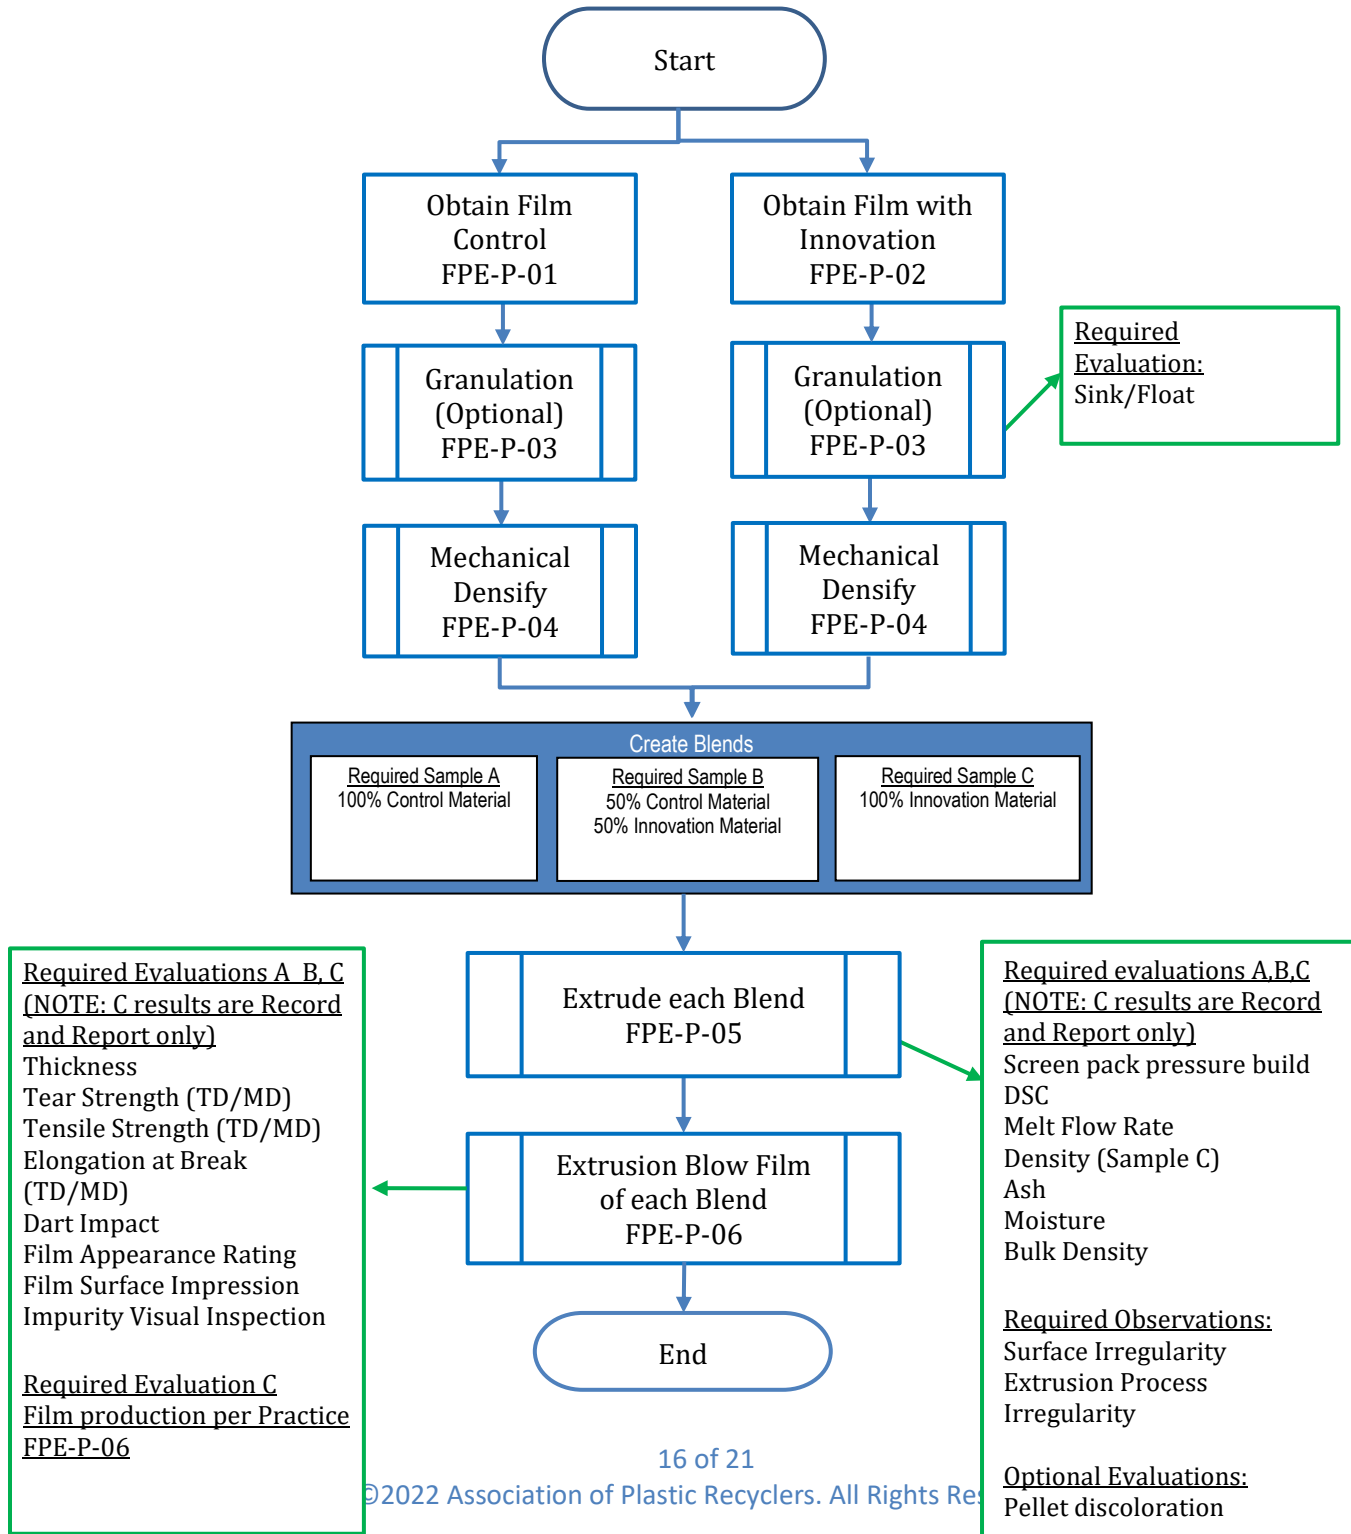 Start
Obtain Film
Control
FPE-P-01
Obtain Film with
Innovation
FPE-P-02
Granulation
(Optional)
FPE-P-03
Granulation
(Optional)
FPE-P-03
Required
Evaluation:
Sink/Float
Mechanical
Densify
FPE-P-04
Mechanical
Densify
FPE-P-04
Create Blends
Required Sample A
100% Control Material
Required Sample B
50% Control Material
50% Innovation Material
Required Sample C
100% Innovation Material
Extrude each Blend
FPE-P-05
Extrusion Blow Film
of each Blend
FPE-P-06
End
Required Evaluations A B, C
(NOTE: C results are Record
and Report only)
Thickness
Tear Strength (TD/MD)
Tensile Strength (TD/MD)
Elongation at Break
(TD/MD)
Dart Impact
Film Appearance Rating
Film Surface Impression
Impurity Visual Inspection
Required Evaluation C
Film production per Practice
FPE-P-06
Required evaluations A,B,C
(NOTE: C results are Record
and Report only)
Screen pack pressure build
DSC
Melt Flow Rate
Density (Sample C)
Ash
Moisture
Bulk Density
Required Observations:
Surface Irregularity
Extrusion Process
Irregularity
Optional Evaluations:
Pellet discoloration
16 of 21
©2022 Association of Plastic Recyclers. All Rights Res